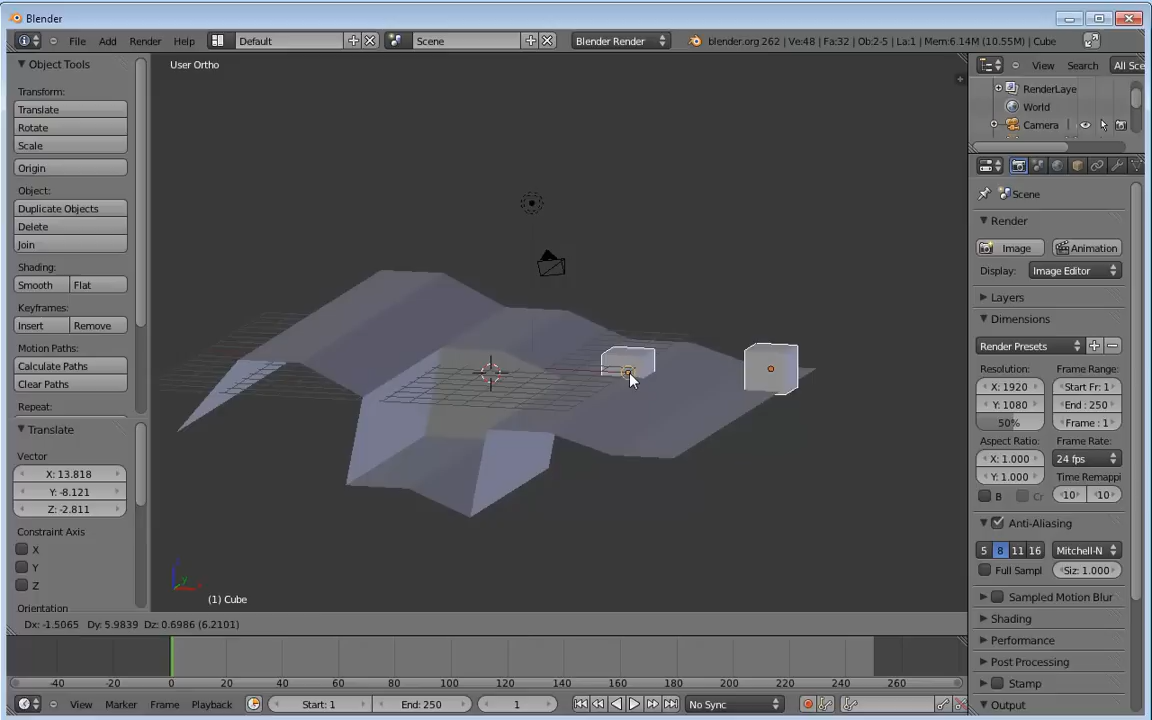 Blender
File Add Render Help Default Scene Blender Render blender.org 262 | Ve:48 | Fa:32 | Ob:2-5 | La:1 | Mem:6.14M (10.55M) | Cube
Object Tools
User Ortho
View Search All Sce
RenderLaye
World
Camera
Transform:
Translate
Rotate
Scale
Origin
Object:
Duplicate Objects
Delete
Join
Shading:
Smooth Flat
Keyframes:
Insert Remove
Motion Paths:
Calculate Paths
Clear Paths
Repeat:
Translate
Vector
X: 13.818
Y: -8.121
Z: -2.811
Constraint Axis
X
Y
Z
Orientation
(1) Cube
Dx: -1.5065 Dy: 5.9839 Dz: 0.6986 (6.2101)
Scene
Render
Image Animation
Display: Image Editor
Layers
Dimensions
Render Presets
Resolution: Frame Range:
X: 1920 Start Fr: 1
Y: 1080 End : 250
50% Frame : 1
Aspect Ratio: Frame Rate:
X: 1.000 24 fps
Y: 1.000 Time Remappi
B Cr 10 10
Anti-Aliasing
5 8 11 16 Mitchell-N
Full Sampl Siz: 1.000
Sampled Motion Blur
Shading
Performance
Post Processing
Stamp
Output
-40 -20 0 20 40 60 80 100 120 140 160 180 200 220 240 260
View Marker Frame Playback Start: 1 End: 250 1 No Sync